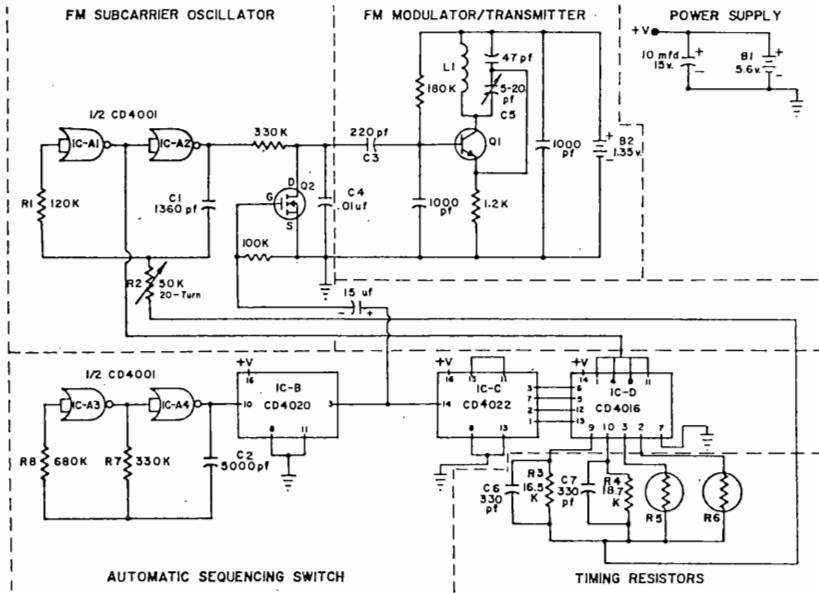 FM SUBCARRIER OSCILLATOR
FM MODULATOR/TRANSMITTER
POWER SUPPLY
+V
10 mfd
15v.
+
-
B1
5.6v.
+
-
L1
47 pf
180K
5-20
pf
C5
1/2 CD4001
IC-A1
IC-A2
330K
220 pf
C3
Q1
1000
pf
B2
1.35v.
+
-
R1
120K
C1
1360 pf
D
G
S
Q2
C4
.01uf
1000
pf
1.2K
100K
R2
50K
20-Turn
15 uf
-
+
1/2 CD4001
IC-A3
IC-A4
+V
16
IC-B
CD4020
10
3
8
11
+V
16
13
11
IC-C
CD4022
14
3
7
2
1
8
13
+V
14
1
4
8
11
IC-D
CD4016
6
5
12
13
9
10
3
2
7
R8
680K
R7
330K
C2
5000pf
C6
330
pf
R3
16.5
K
C7
330
pf
R4
18.7
K
R5
R6
AUTOMATIC SEQUENCING SWITCH
TIMING RESISTORS